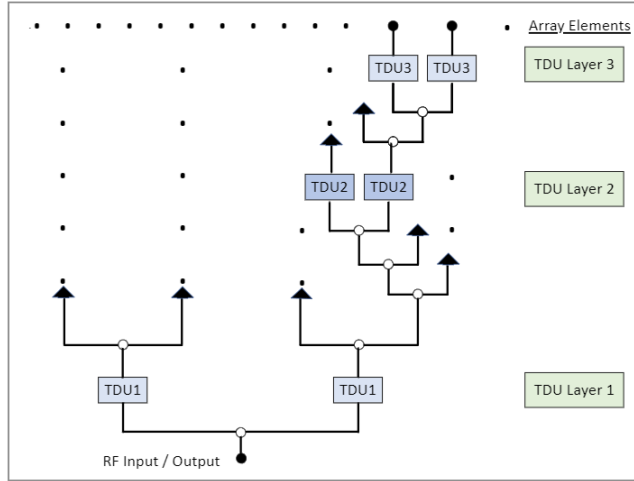 Array Elements
TDU3 TDU3 TDU Layer 3
TDU2 TDU2 TDU Layer 2
TDU1 TDU1 TDU Layer 1
RF Input / Output